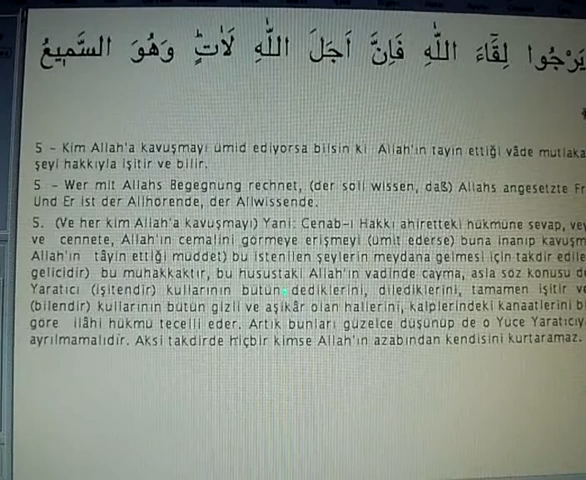 يَرْجُوا لِقَٓاءَ اللّٰهِ فَاِنَّ اَجَلَ اللّٰهِ لَاٰتٍۜ وَهُوَ السَّمٖيعُ
5 - Kim Allah'a kavuşmayı ümid ediyorsa bilsin ki Allah'ın tayin ettiği vâde mutlaka
şeyi hakkıyla işitir ve bilir.
5 - Wer mit Allahs Begegnung rechnet, (der soll wissen, daß) Allahs angesetzte Fr
Und Er ist der Allhörende, der Allwissende.
5. (Ve her kim Allah'a kavuşmayı) Yani: Cenab-ı Hakkı ahiretteki hükmüne sevap, vey
ve cennete, Allah'ın cemalini görmeye erişmeyi (ümit ederse) buna inanıp kavuşm
Allah'ın tâyin ettiği müddet) bu istenilen şeylerin meydana gelmesi için takdir edile
gelicidir) bu muhakkaktır, bu husustaki Allah'ın vadinde cayma, asla söz konusu d
Yaratıcı (işitendir) kullarının bütün dediklerini, dilediklerini, tamamen işitir ve
(bilendir) kullarının bütün gizli ve aşikâr olan hallerini, kalplerindeki kanaatlerini b
göre ilâhi hükmü tecelli eder. Artık bunları güzelce düşünüp de o Yüce Yaratıcıy
ayrılmamalıdır. Aksi takdirde hiçbir kimse Allah'ın azabından kendisini kurtaramaz.